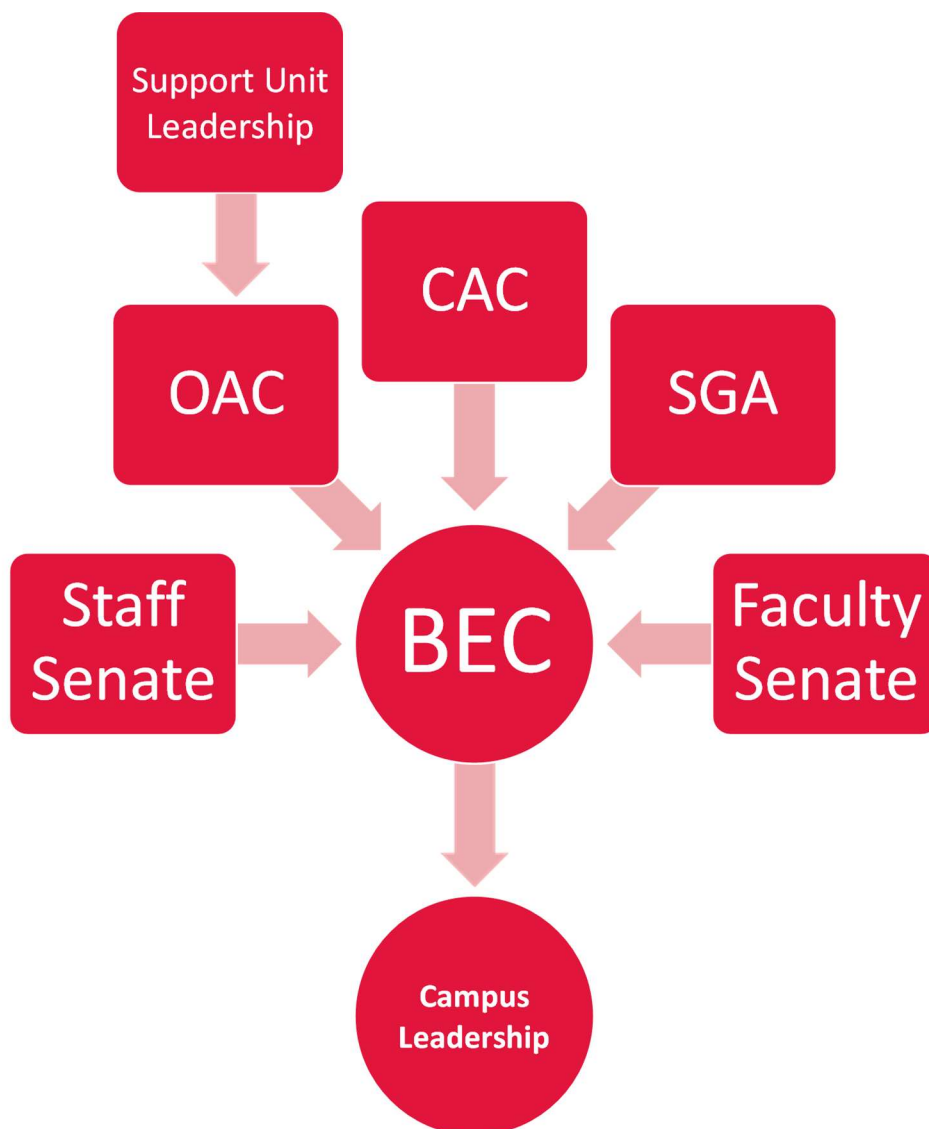 Support Unit
Leadership
CAC
OAC
SGA
Staff
Senate
BEC
Faculty
Senate
Campus
Leadership